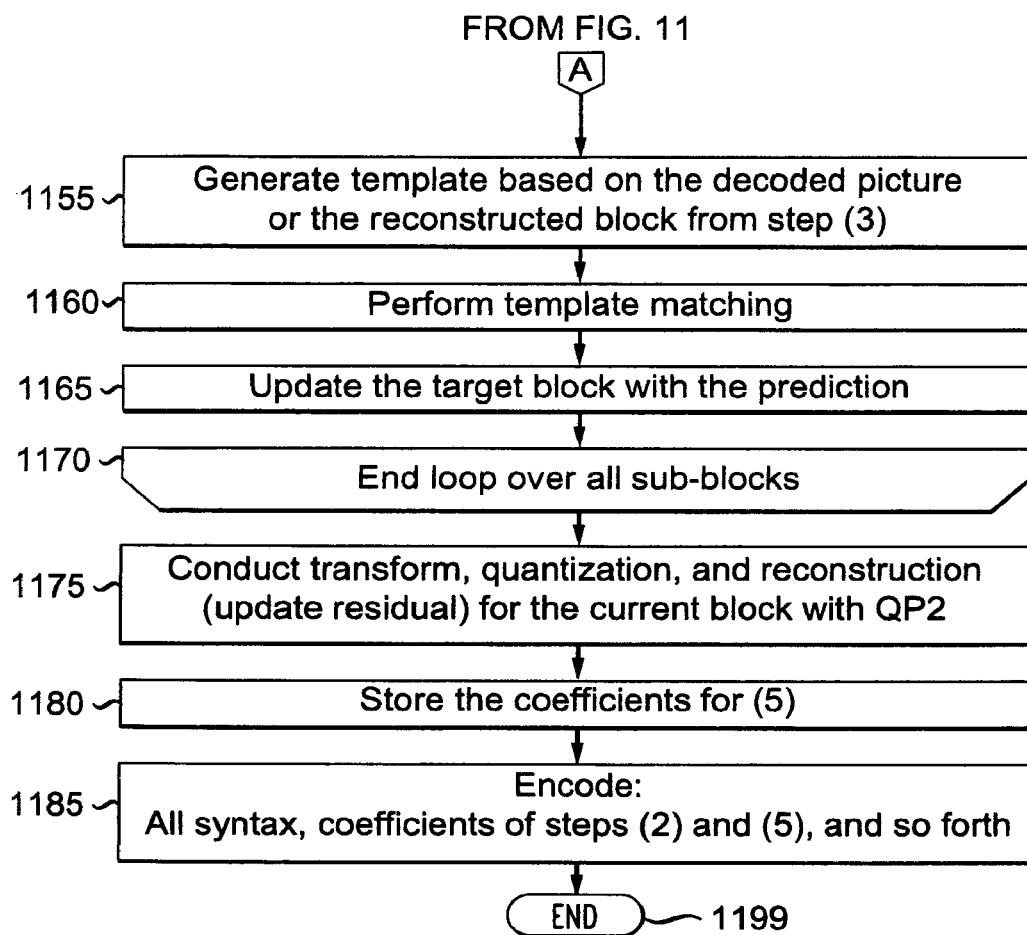 FROM FIG. 11
A
1155
Generate template based on the decoded picture
or the reconstructed block from step (3)
1160
Perform template matching
1165
Update the target block with the prediction
1170
End loop over all sub-blocks
1175
Conduct transform, quantization, and reconstruction
(update residual) for the current block with QP2
1180
Store the coefficients for (5)
1185
Encode:
All syntax, coefficients of steps (2) and (5), and so forth
END
1199